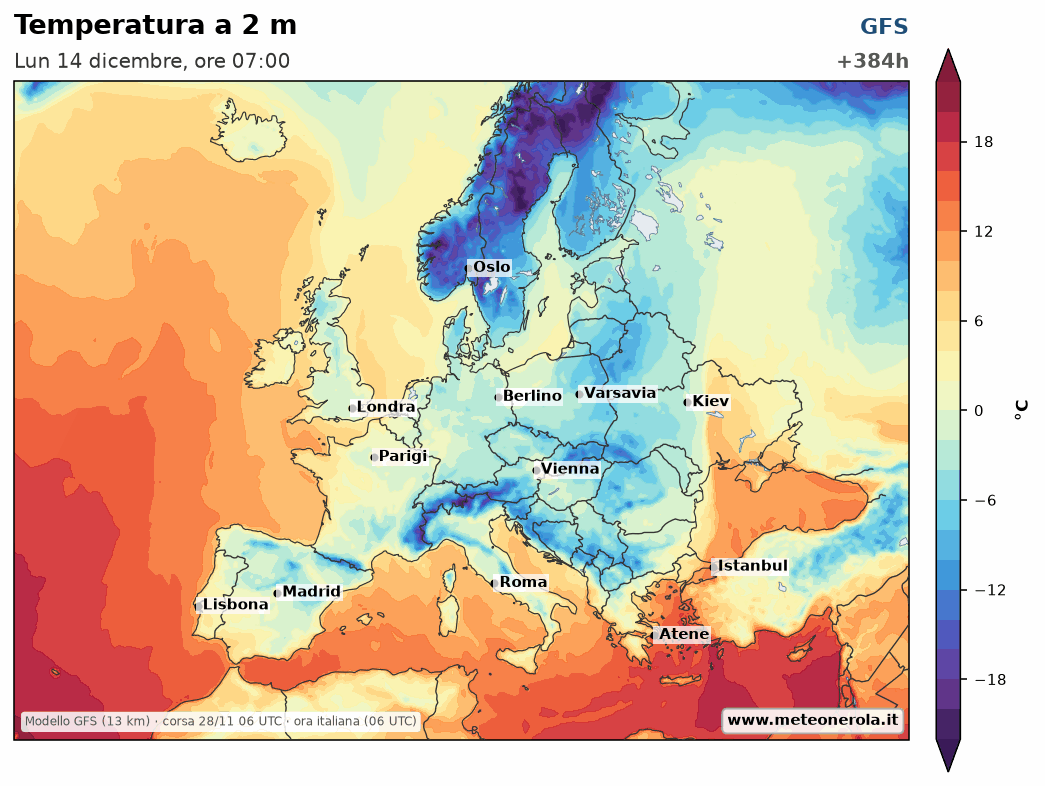 Temperatura a 2 m
GFS
Lun 14 dicembre, ore 07:00
+384h
18
12
6
0
−6
−12
−18
°C
Oslo
Berlino
Varsavia
Kiev
Londra
Parigi
Vienna
Istanbul
Roma
Madrid
Lisbona
Atene
Modello GFS (13 km) · corsa 28/11 06 UTC · ora italiana (06 UTC)
www.meteonerola.it